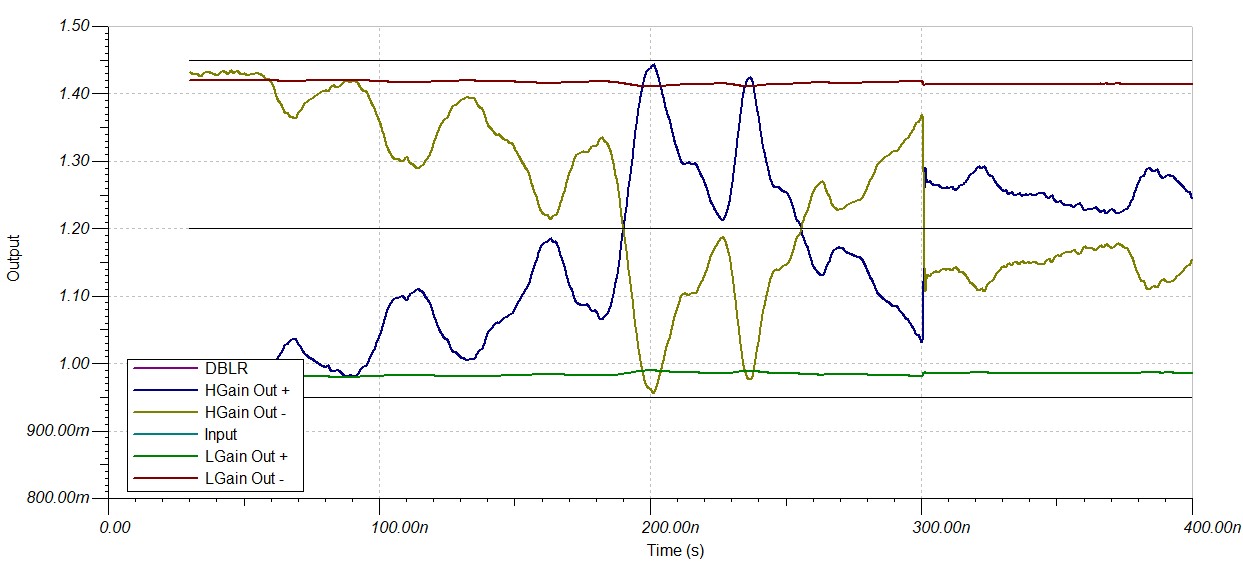 1.50
1.40
1.30
1.20
1.10
1.00
900.00m
800.00m
Output
DBLR
HGain Out +
HGain Out -
Input
LGain Out +
LGain Out -
0.00
100.00n
200.00n
300.00n
400.00n
Time (s)